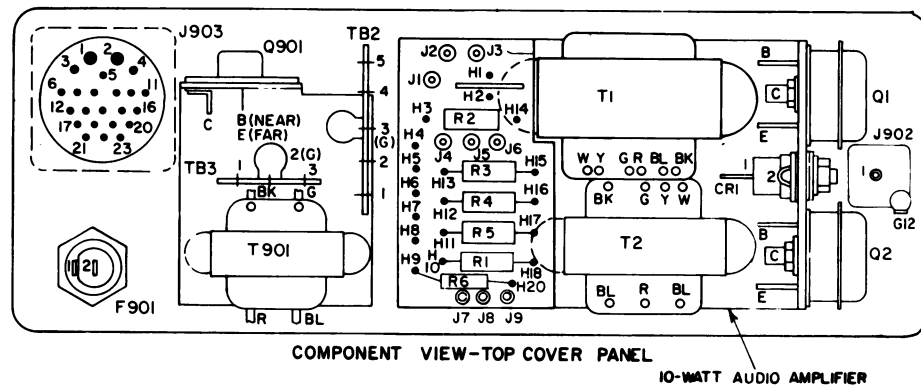 J903
1 2
3 4
5
6 11
12 16
17 20
21 23
1 2
F901
Q901
C
B(NEAR)
E(FAR)
TB2
5
4
3
(G)
2
1
TB3
1
2(G)
3
BK G
T901
R BL
J2 J3
J1
H1
H2
H3
R2
H14
H4
J4 J5 J6
H5
R3
H15
H13
H6
R4
H16
H12
H7
R5
H17
H11
H8
H
10
R1
H18
H9
R6
H20
J7 J8 J9
T1
W Y G R BL BK
BK G Y W
T2
BL R BL
B
C
E
Q1
CR1
1
2
J902
1
G12
B
C
E
Q2
COMPONENT VIEW-TOP COVER PANEL
10-WATT AUDIO AMPLIFIER